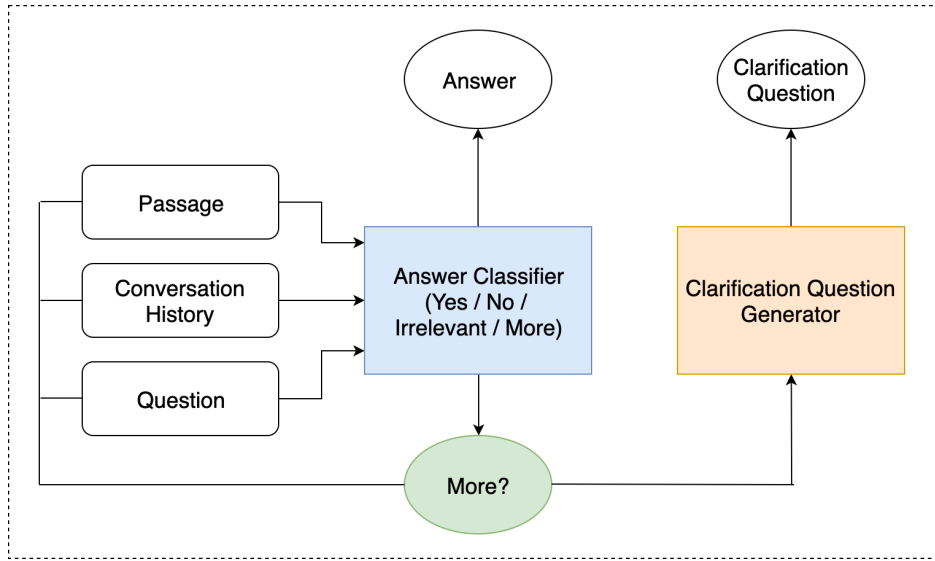 Answer
Clarification
Question
Passage
Conversation
History
Question
Answer Classifier
(Yes / No /
Irrelevant / More)
Clarification Question
Generator
More?